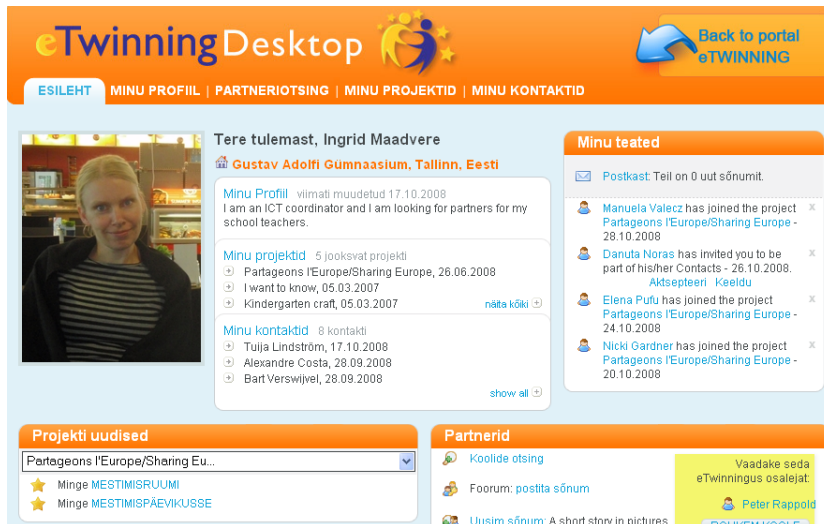 eTwinning Desktop
Back to portal
eTWINNING
ESILEHT
MINU PROFIIL | PARTNERIOTSING | MINU PROJEKTID | MINU KONTAKTID
Tere tulemast, Ingrid Maadvere
Gustav Adolfi Gümnaasium, Tallinn, Eesti
Minu Profiil viimati muudetud 17.10.2008
I am an ICT coordinator and I am looking for partners for my
school teachers.
Minu projektid 5 jooksvat projekti
Partageons l'Europe/Sharing Europe, 26.06.2008
I want to know, 05.03.2007
Kindergarten craft, 05.03.2007
näita kõiki
Minu kontaktid 8 kontakti
Tuija Lindström, 17.10.2008
Alexandre Costa, 28.09.2008
Bart Verswijvel, 28.09.2008
show all
Minu teated
Postkast: Teil on 0 uut sõnumit.
Manuela Valecz has joined the project x
Partageons l'Europe/Sharing Europe -
28.10.2008
Danuta Noras has invited you to be x
part of his/her Contacts - 26.10.2008.
Aktsepteeri Keeldu
Elena Pufu has joined the project x
Partageons l'Europe/Sharing Europe -
24.10.2008
Nicki Gardner has joined the project x
Partageons l'Europe/Sharing Europe -
20.10.2008
Projekti uudised
Partageons l'Europe/Sharing Eu...
Minge MESTIMISRUUMI
Minge MESTIMISPÄEVIKUSSE
Partnerid
Koolide otsing
Foorum: postita sõnum
Uusim sõnum: A short story in pictures
Vaadake seda
eTwinningus osalejat:
Peter Rappold
ROHKEM KOOLE